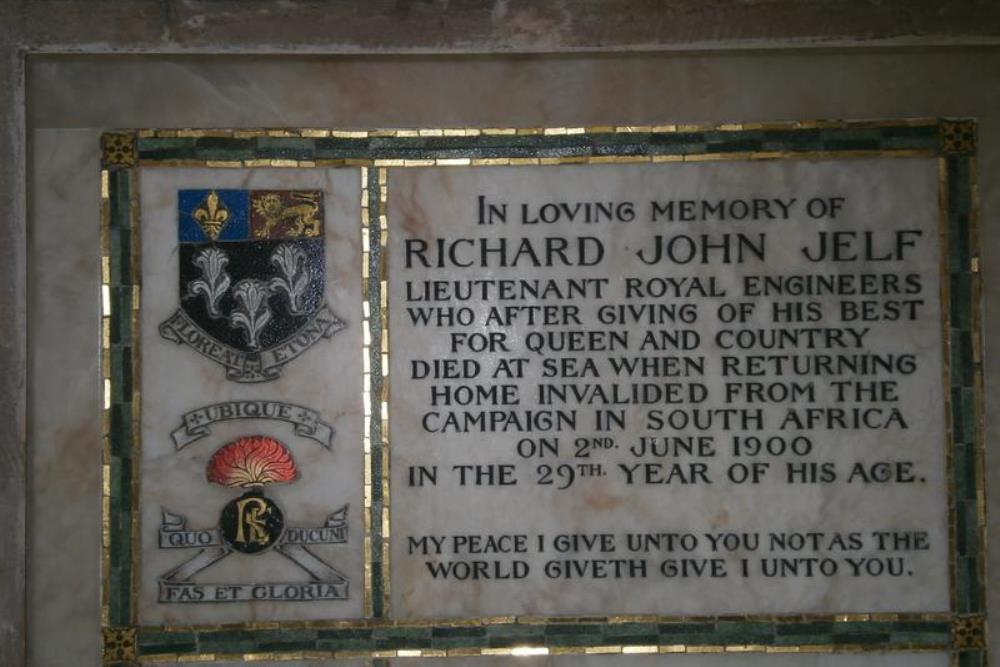 FLOREAT ETONA
UBIQUE
RE
QUO DUCUNT
FAS ET GLORIA
IN LOVING MEMORY OF
RICHARD JOHN JELF
LIEUTENANT ROYAL ENGINEERS
WHO AFTER GIVING OF HIS BEST
FOR QUEEN AND COUNTRY
DIED AT SEA WHEN RETURNING
HOME INVALIDED FROM THE
CAMPAIGN IN SOUTH AFRICA
ON 2ND. JUNE 1900
IN THE 29TH. YEAR OF HIS AGE.
MY PEACE I GIVE UNTO YOU NOT AS THE
WORLD GIVETH GIVE I UNTO YOU.